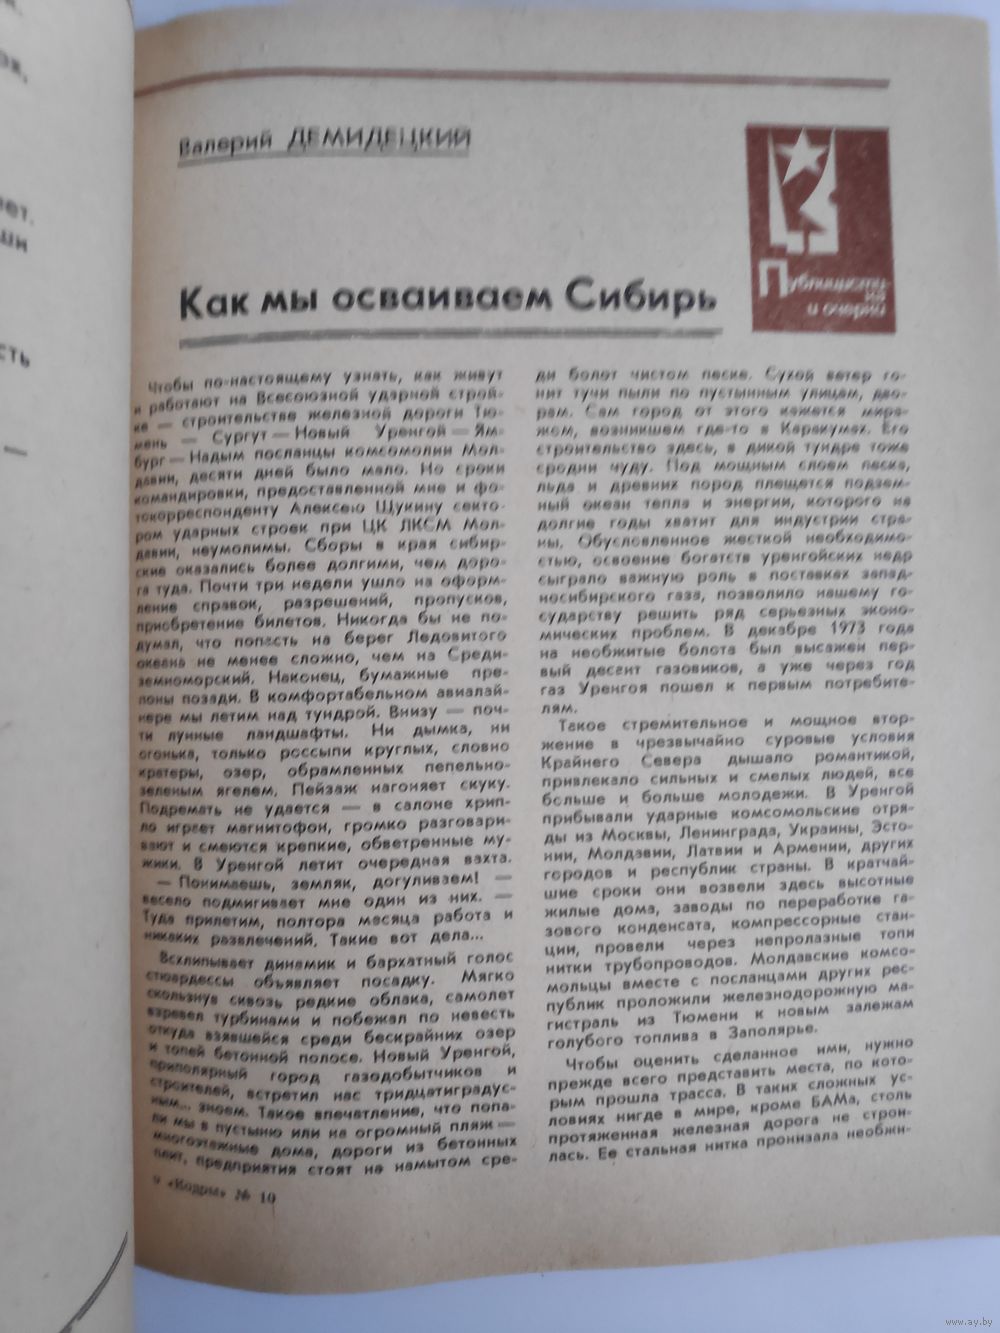 ет.
ши
сть
—
Валерий ДЕМИДЕЦКИЙ
Публицисти-
ка
и очерки
Как мы осваиваем Сибирь
Чтобы по-настоящему узнать, как живут
и работают на Всесоюзной ударной строй-
ке — строительстве железной дороги Тю-
мень — Сургут — Новый Уренгой — Ям-
бург — Надым посланцы комсомолии Мол-
давии, десяти дней было мало. Но сроки
командировки, предоставленной мне и фо-
токорреспонденту Алексею Щукину секто-
ром ударных строек при ЦК ЛКСМ Мол-
давии, неумолимы. Сборы в края сибир-
ские оказались более долгими, чем доро-
га туда. Почти три недели ушло на оформ-
ление справок, разрешений, пропусков,
приобретение билетов. Никогда бы не по-
думал, что попасть на берег Ледовитого
океана не менее сложно, чем на Среди-
земноморский. Наконец, бумажные пре-
поны позади. В комфортабельном авиалай-
нере мы летим над тундрой. Внизу — поч-
ти лунные ландшафты. Ни дымка, ни
огонька, только россыпи круглых, словно
кратеры, озер, обрамленных пепельно-
зеленым ягелем. Пейзаж нагоняет скуку.
Подремать не удается — в салоне хрип-
ло играет магнитофон, громко разговари-
вают и смеются крепкие, обветренные му-
жики. В Уренгой летит очередная вахта.
— Понимаешь, земляк, догуливаем! —
весело подмигивает мне один из них. —
Туда прилетим, полтора месяца работа и
никаких развлечений. Такие вот дела...
Всхлипывает динамик и бархатный голос
стюардессы объявляет посадку. Мягко
скользнув сквозь редкие облака, самолет
взревел турбинами и побежал по невесть
откуда взявшейся среди бескрайних озер
и топей бетонной полосе. Новый Уренгой,
приполярный город газодобытчиков и
строителей, встретил нас тридцатиградус-
ным... зноем. Такое впечатление, что попа-
ли мы в пустыню или на огромный пляж —
многоэтажные дома, дороги из бетонных
плит, предприятия стоят на намытом сре-
9 «Кодры» № 10
ди болот чистом песке. Сухой ветер го-
нит тучи пыли по пустынным улицам, дво-
рам. Сам город от этого кажется мира-
жем, возникшем где-то в Каракумах. Его
строительство здесь, в дикой тундре тоже
сродни чуду. Под мощным слоем песка,
льда и древних пород плещется подзем-
ный океан тепла и энергии, которого на
долгие годы хватит для индустрии стра-
ны. Обусловленное жесткой необходимо-
стью, освоение богатств уренгойских недр
сыграло важную роль в поставках запад-
носибирского газа, позволило нашему го-
сударству решить ряд серьезных эконо-
мических проблем. В декабре 1973 года
на необжитые болота был высажен пер-
вый десант газовиков, а уже через год
газ Уренгоя пошел к первым потребите-
лям.
Такое стремительное и мощное втор-
жение в чрезвычайно суровые условия
Крайнего Севера дышало романтикой,
привлекало сильных и смелых людей, все
больше и больше молодежи. В Уренгой
прибывали ударные комсомольские отря-
ды из Москвы, Ленинграда, Украины, Эсто-
нии, Молдавии, Латвии и Армении, других
городов и республик страны. В кратчай-
шие сроки они возвели здесь высотные
жилые дома, заводы по переработке га-
зового конденсата, компрессорные стан-
ции, провели через непролазные топи
нитки трубопроводов. Молдавские комсо-
мольцы вместе с посланцами других рес-
публик проложили железнодорожную ма-
гистраль из Тюмени к новым залежам
голубого топлива в Заполярье.
Чтобы оценить сделанное ими, нужно
прежде всего представить места, по кото-
рым прошла трасса. В таких сложных ус-
ловиях нигде в мире, кроме БАМа, столь
протяженная железная дорога не строи-
лась. Ее стальная нитка пронизала необжи-
www.ay.by